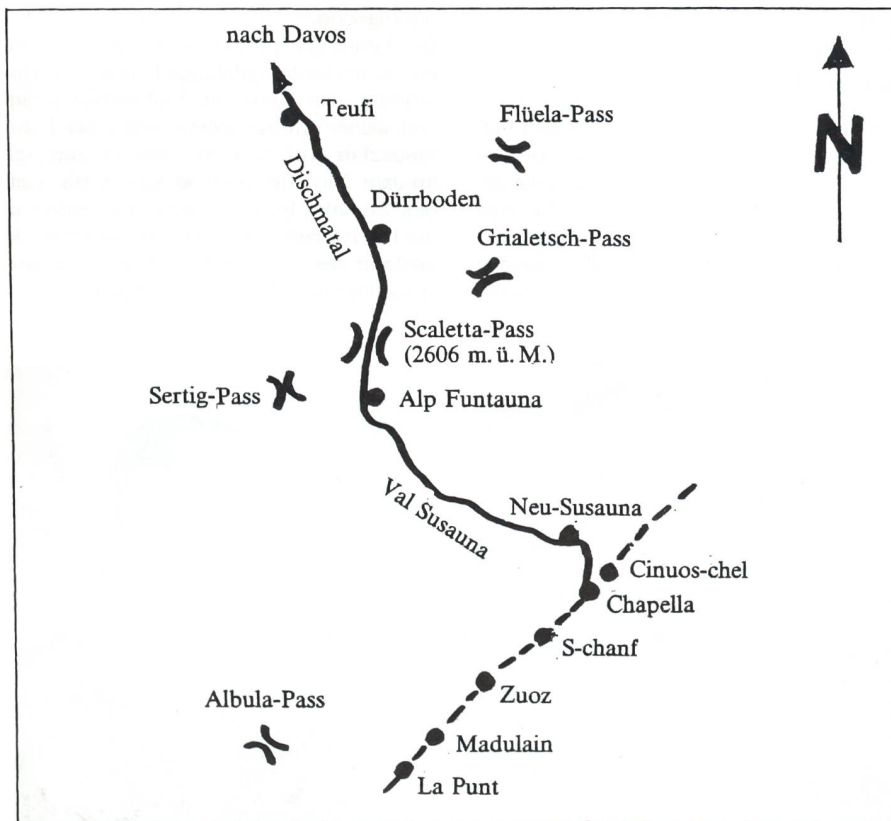 nach Davos
Teufi
Flüela-Pass
N
Dischmatal
Dürrboden
Grialetsch-Pass
Scaletta-Pass
(2606 m. ü. M.)
Sertig-Pass
Alp Funtauna
Val Susauna
Neu-Susauna
Cinuos-chel
Chapella
S-chanf
Zuoz
Albula-Pass
Madulain
La Punt